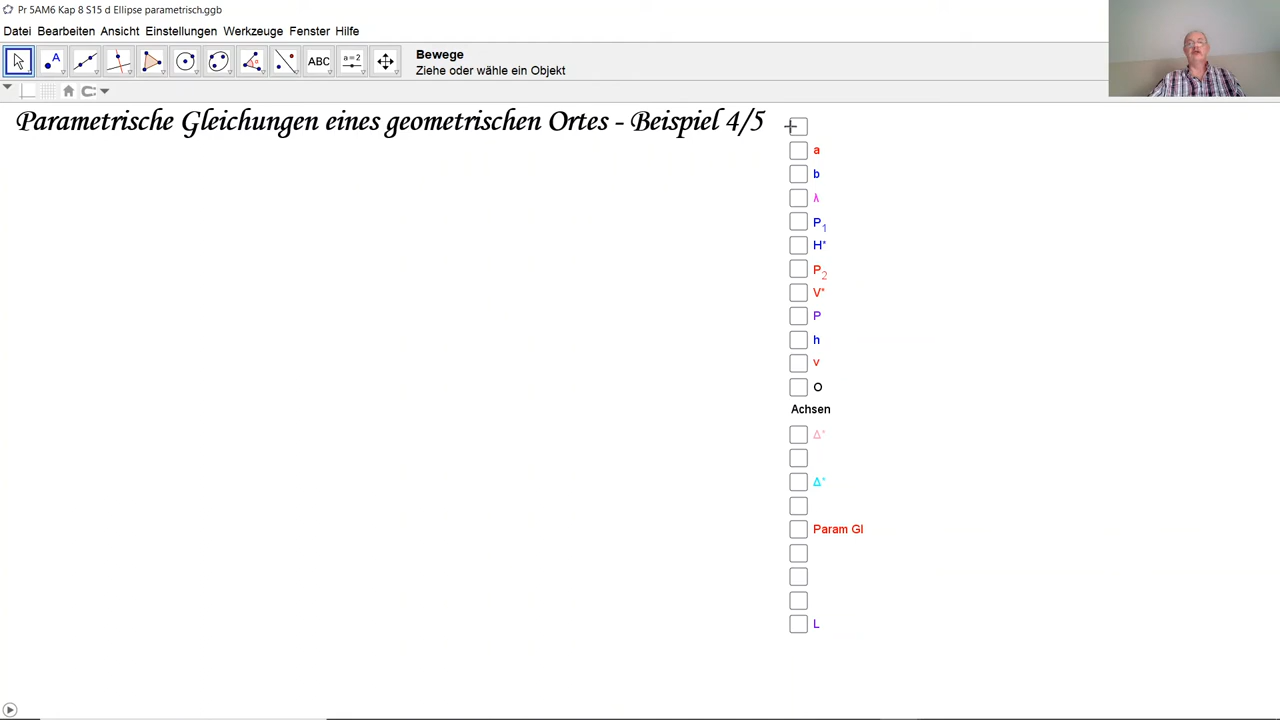 Pr 5AM6 Kap 8 S15 d Ellipse parametrisch.ggb
Datei Bearbeiten Ansicht Einstellungen Werkzeuge Fenster Hilfe
A
ABC
a=2
Bewege
Ziehe oder wähle ein Objekt
Parametrische Gleichungen eines geometrischen Ortes - Beispiel 4/5
a
b
λ
P1
H*
P2
V*
P
h
v
O
Achsen
Δ*
Δ*
Param Gl
L